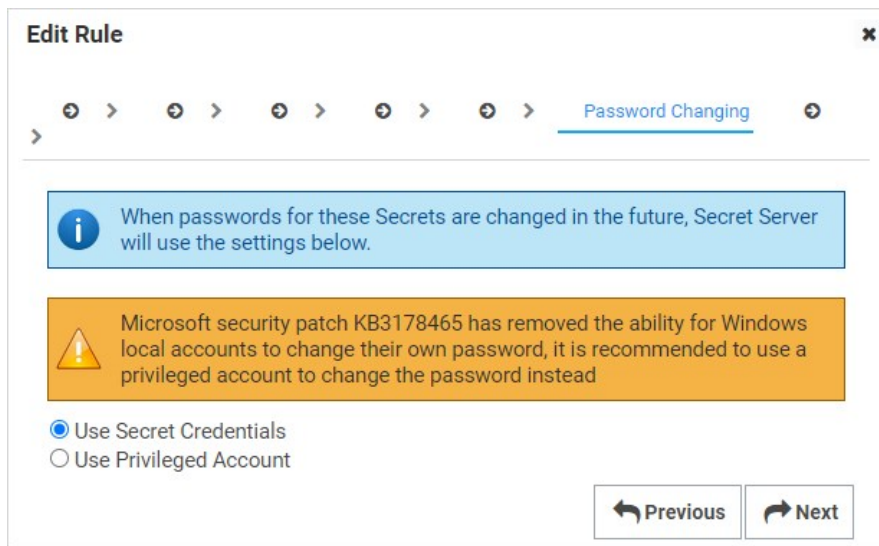 Edit Rule
Password Changing
When passwords for these Secrets are changed in the future, Secret Server
will use the settings below.
Microsoft security patch KB3178465 has removed the ability for Windows
local accounts to change their own password, it is recommended to use a
privileged account to change the password instead
Use Secret Credentials
Use Privileged Account
Previous
Next